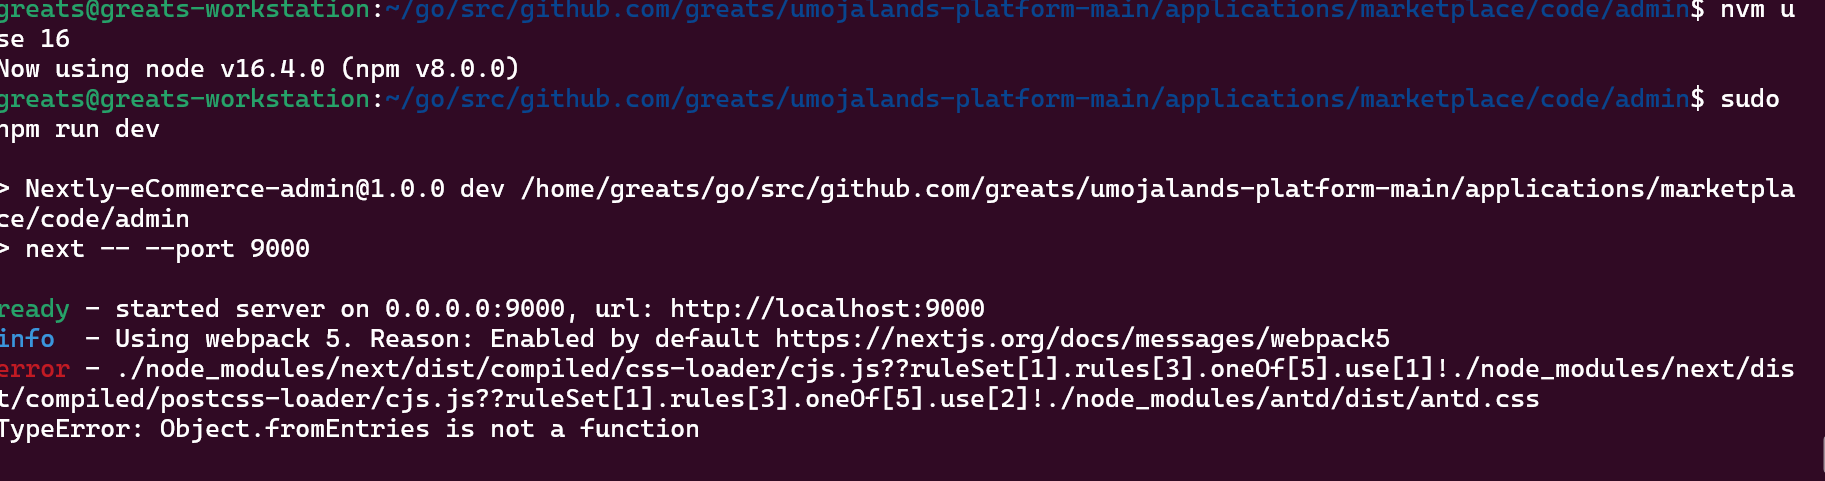 greats@greats-workstation:~/go/src/github.com/greats/umojalands-platform-main/applications/marketplace/code/admin$ nvm u
se 16
Now using node v16.4.0 (npm v8.0.0)
greats@greats-workstation:~/go/src/github.com/greats/umojalands-platform-main/applications/marketplace/code/admin$ sudo
npm run dev
> Nextly-eCommerce-admin@1.0.0 dev /home/greats/go/src/github.com/greats/umojalands-platform-main/applications/marketpla
ce/code/admin
> next -- --port 9000
ready - started server on 0.0.0.0:9000, url: http://localhost:9000
info  - Using webpack 5. Reason: Enabled by default https://nextjs.org/docs/messages/webpack5
error - ./node_modules/next/dist/compiled/css-loader/cjs.js??ruleSet[1].rules[3].oneOf[5].use[1]!./node_modules/next/dis
t/compiled/postcss-loader/cjs.js??ruleSet[1].rules[3].oneOf[5].use[2]!./node_modules/antd/dist/antd.css
TypeError: Object.fromEntries is not a function